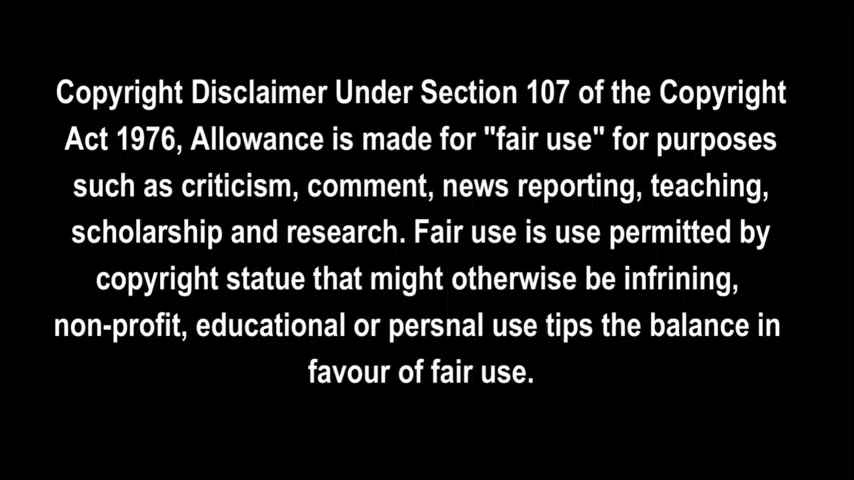 Copyright Disclaimer Under Section 107 of the Copyright
Act 1976, Allowance is made for "fair use" for purposes
such as criticism, comment, news reporting, teaching,
scholarship and research. Fair use is use permitted by
copyright statue that might otherwise be infrining,
non-profit, educational or persnal use tips the balance in
favour of fair use.